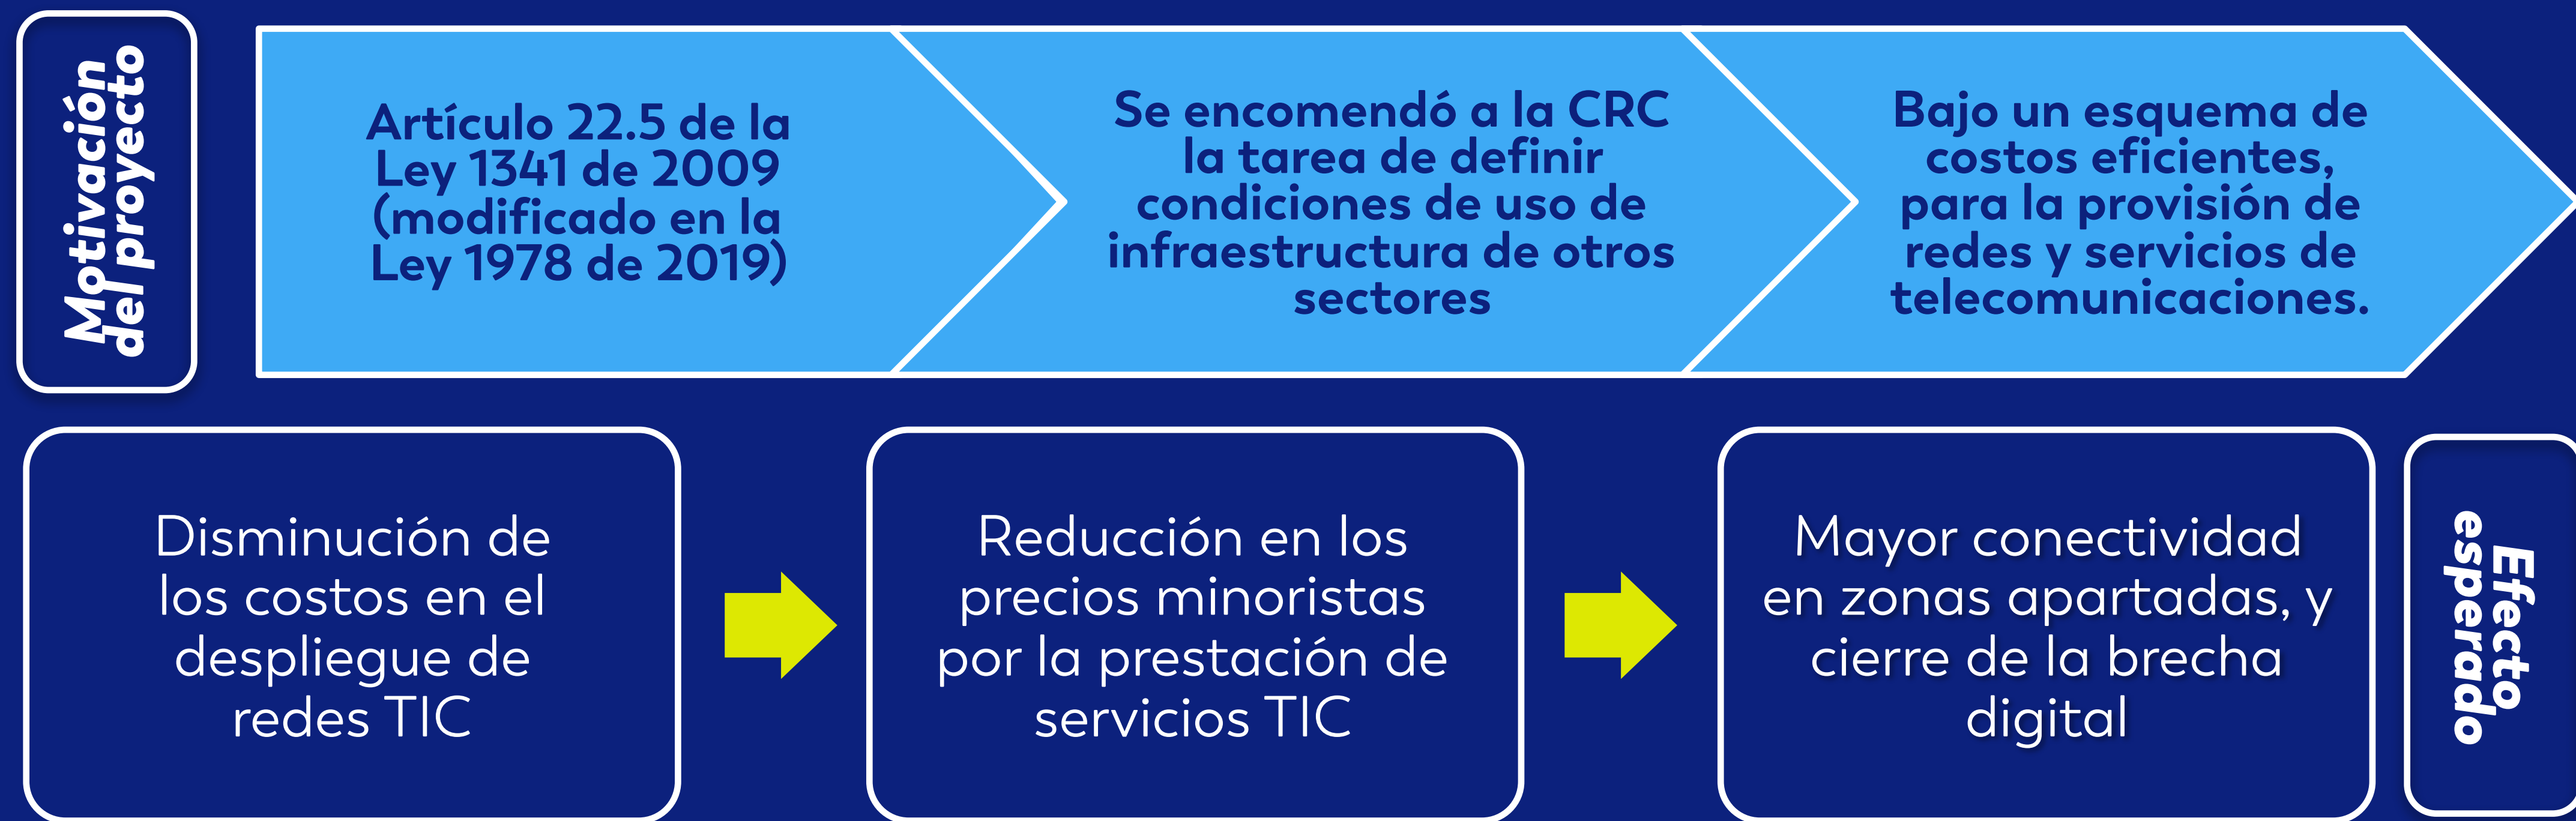 Motivación
del proyecto
Artículo 22.5 de la
Ley 1341 de 2009
(modificado en la
Ley 1978 de 2019)
Se encomendó a la CRC
la tarea de definir
condiciones de uso de
infraestructura de otros
sectores
Bajo un esquema de
costos eficientes,
para la provisión de
redes y servicios de
telecomunicaciones.
Disminución de
los costos en el
despliegue de
redes TIC
Reducción en los
precios minoristas
por la prestación de
servicios TIC
Mayor conectividad
en zonas apartadas, y
cierre de la brecha
digital
Efecto
esperado